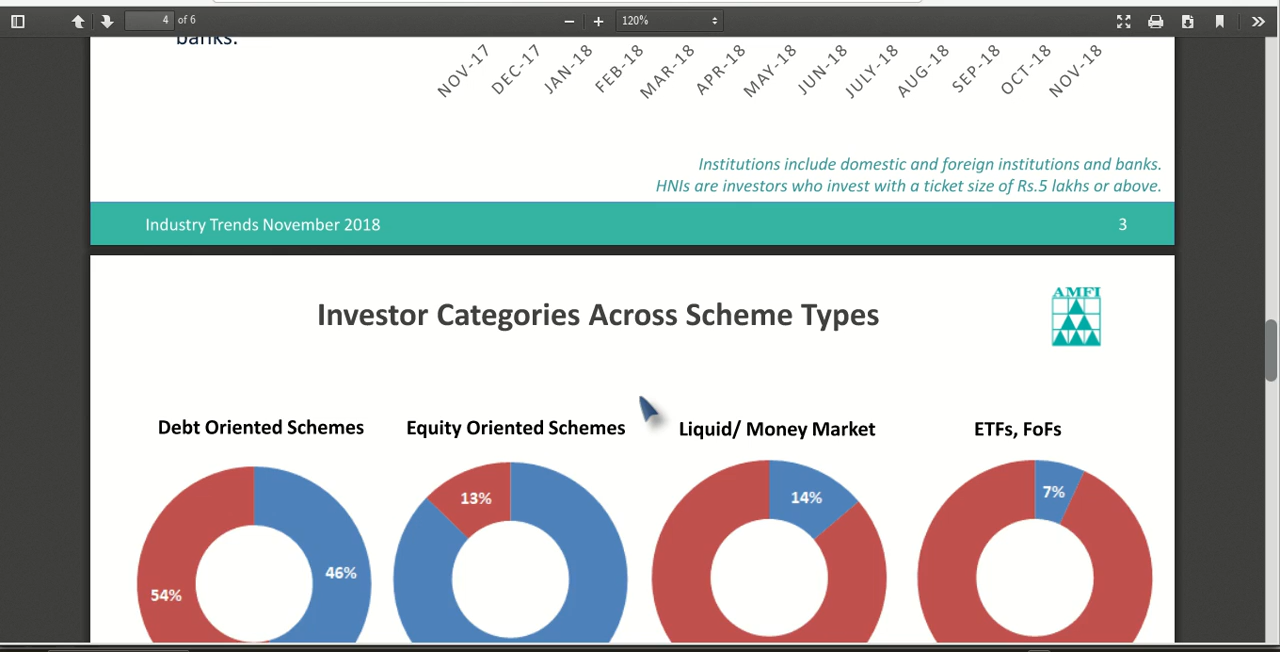 4 of 6
120%
banks.
NOV-17
DEC-17
JAN-18
FEB-18
MAR-18
APR-18
MAY-18
JUN-18
JULY-18
AUG-18
SEP-18
OCT-18
NOV-18
Institutions include domestic and foreign institutions and banks.
HNIs are investors who invest with a ticket size of Rs.5 lakhs or above.
Industry Trends November 2018 3
Investor Categories Across Scheme Types
AMFI
Debt Oriented Schemes
Equity Oriented Schemes
Liquid/ Money Market
ETFs, FoFs
46%
54%
13%
14%
7%